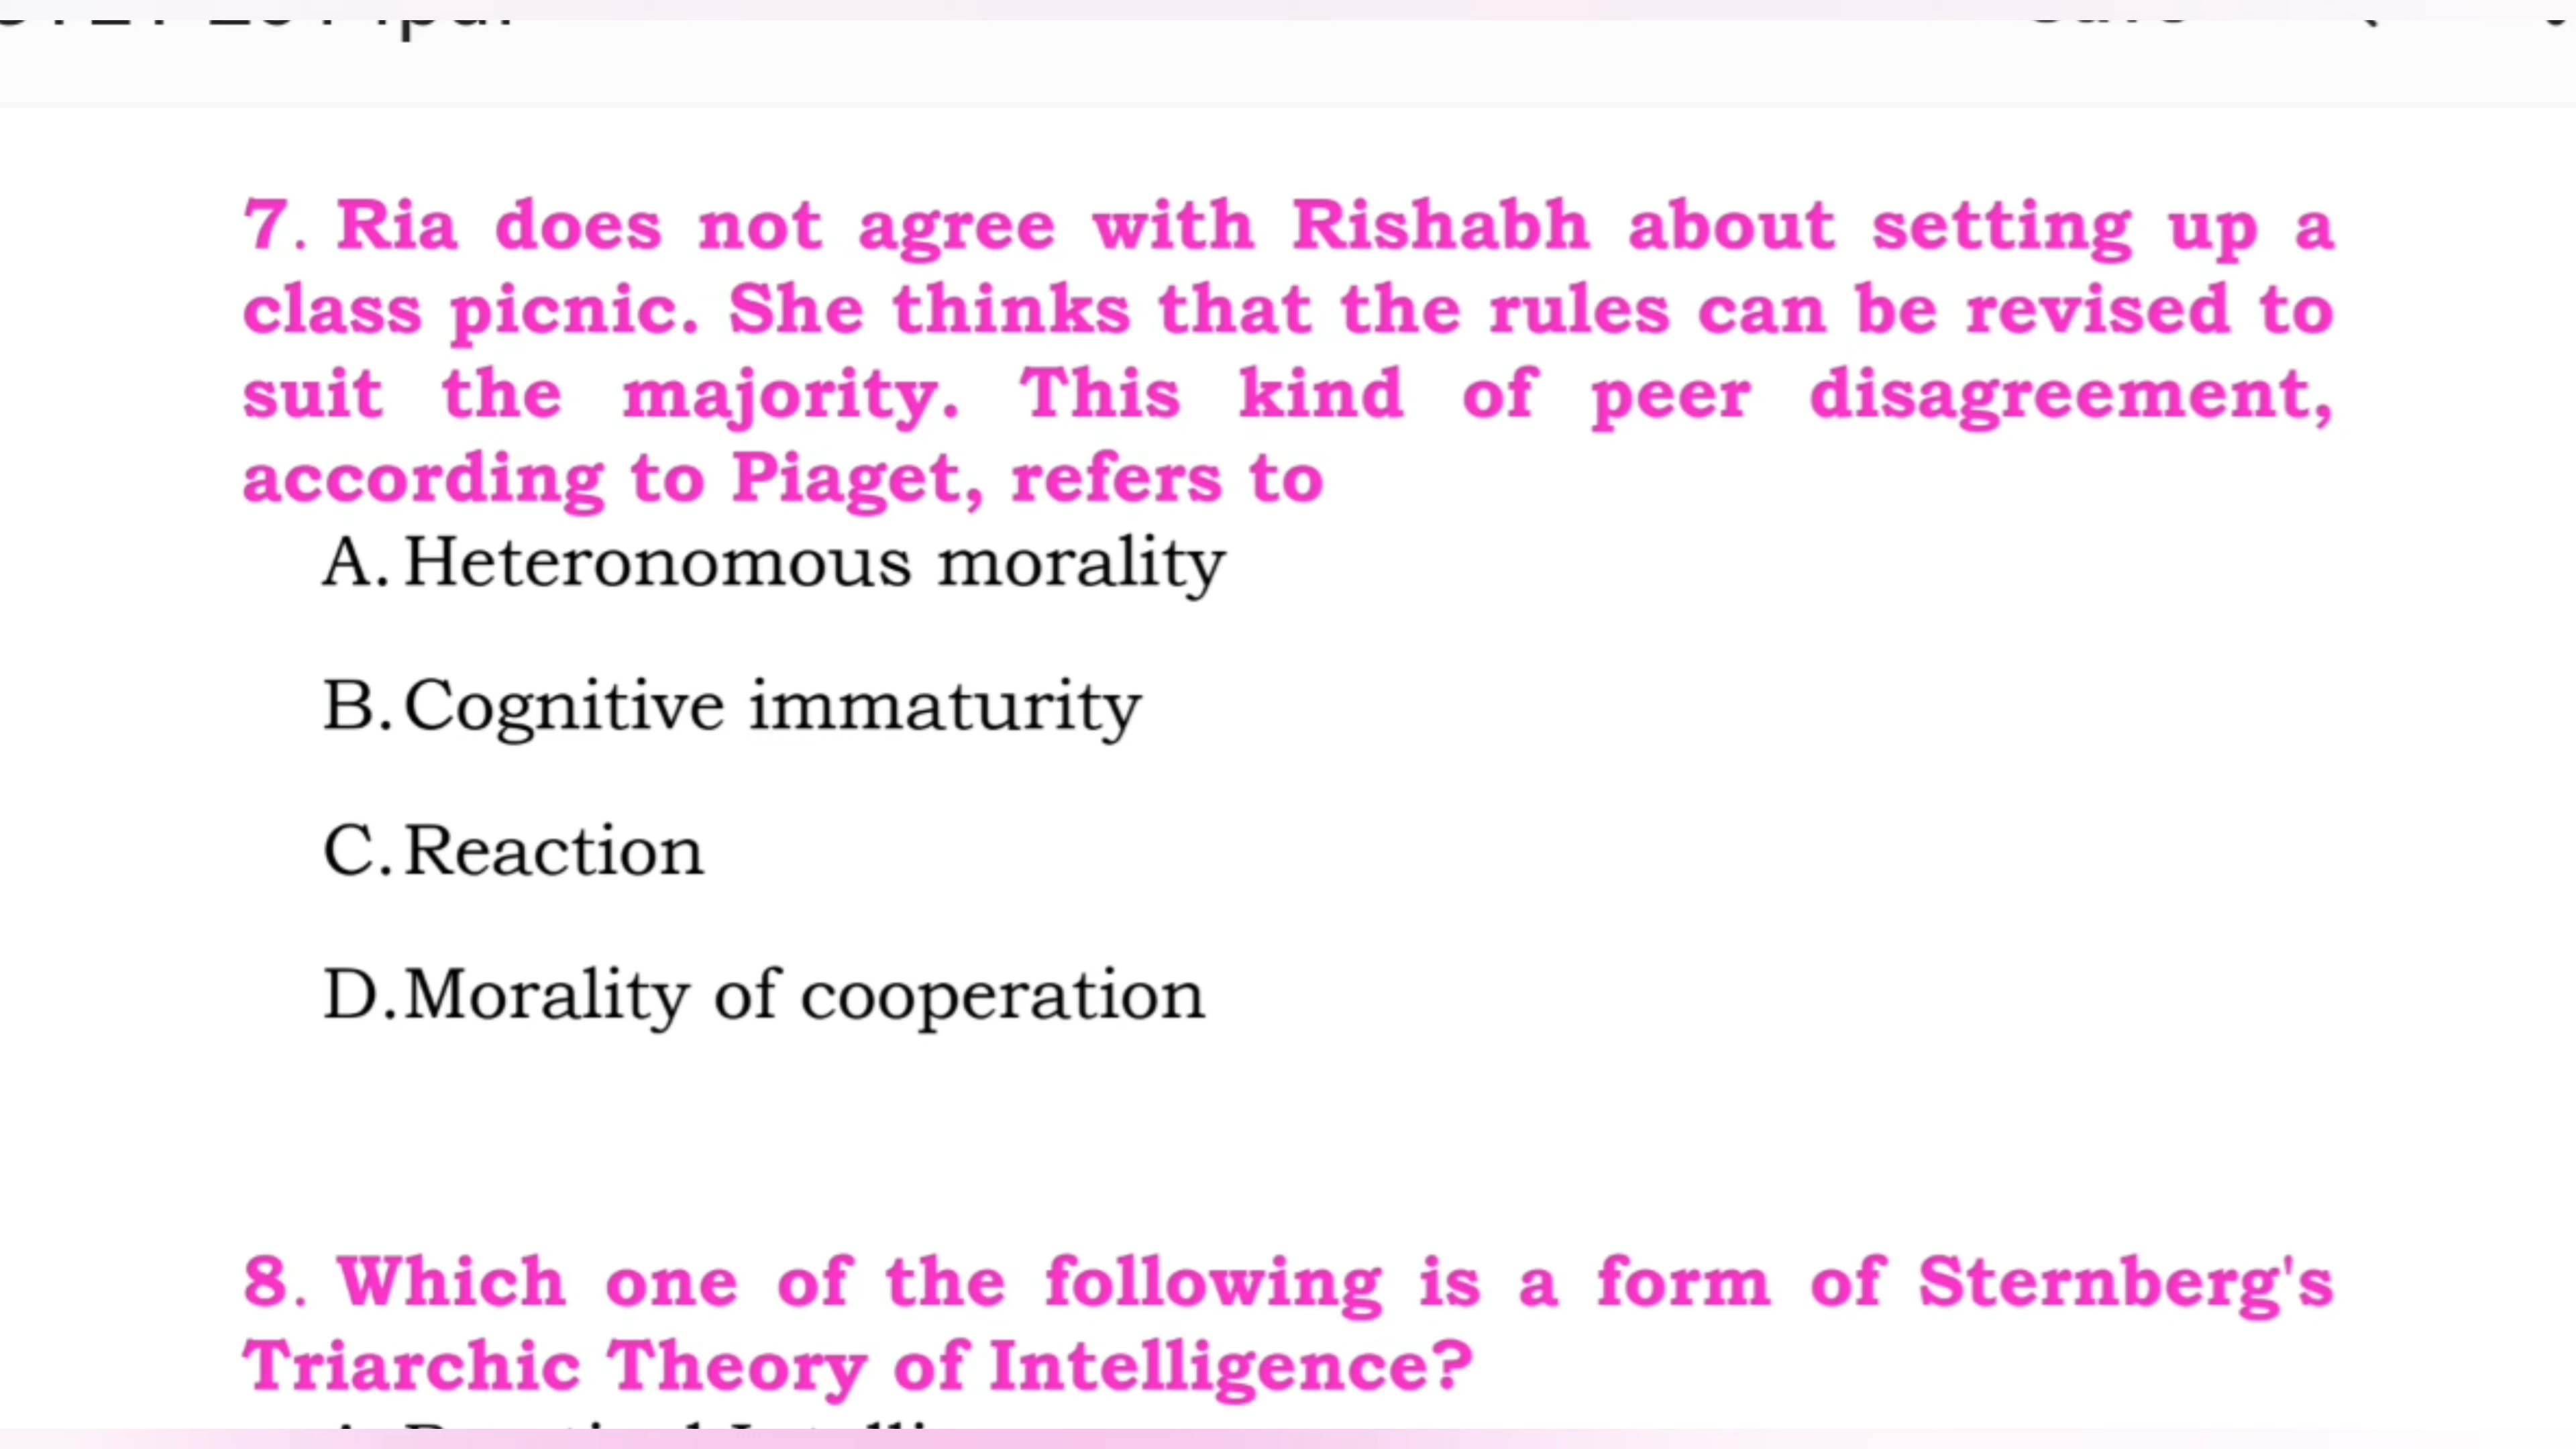 7. Ria does not agree with Rishabh about setting up a
class picnic. She thinks that the rules can be revised to
suit the majority. This kind of peer disagreement,
according to Piaget, refers to
A. Heteronomous morality
B. Cognitive immaturity
C. Reaction
D. Morality of cooperation
8. Which one of the following is a form of Sternberg's
Triarchic Theory of Intelligence?